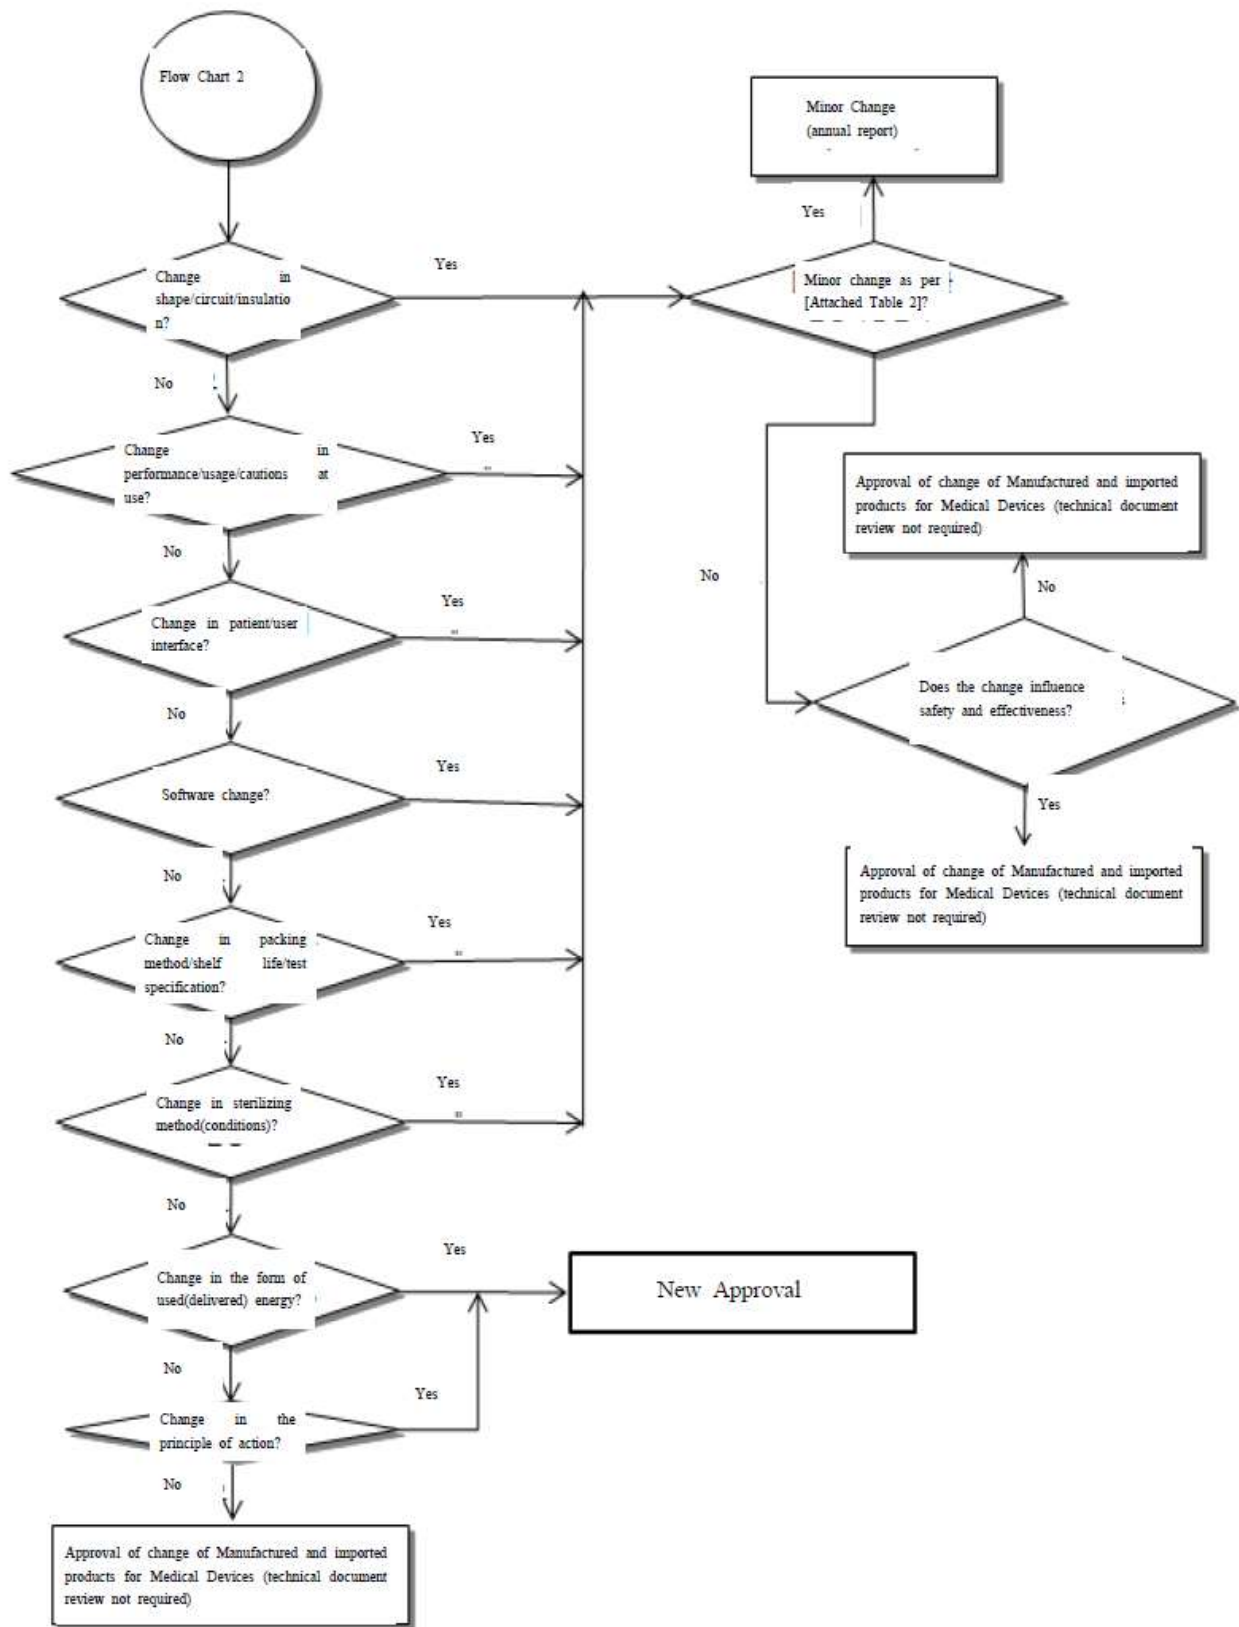 Flow Chart 2
Minor Change
(annual report)
Yes
Change in
shape/circuit/insulatio
n?
Yes
Minor change as per
[Attached Table 2]?
No
Change in
performance/usage/cautions at
use?
Yes
Approval of change of Manufactured and imported
products for Medical Devices (technical document
review not required)
No
No
No
Change in patient/user
interface?
Yes
Does the change influence
safety and effectiveness?
No
Software change?
Yes
Yes
Approval of change of Manufactured and imported
products for Medical Devices (technical document
review not required)
No
Change in packing
method/shelf life/test
specification?
Yes
No
Change in sterilizing
method(conditions)?
Yes
No
Change in the form of
used(delivered) energy?
Yes
New Approval
No
Change in the
principle of action?
Yes
No
Approval of change of Manufactured and imported
products for Medical Devices (technical document
review not required)